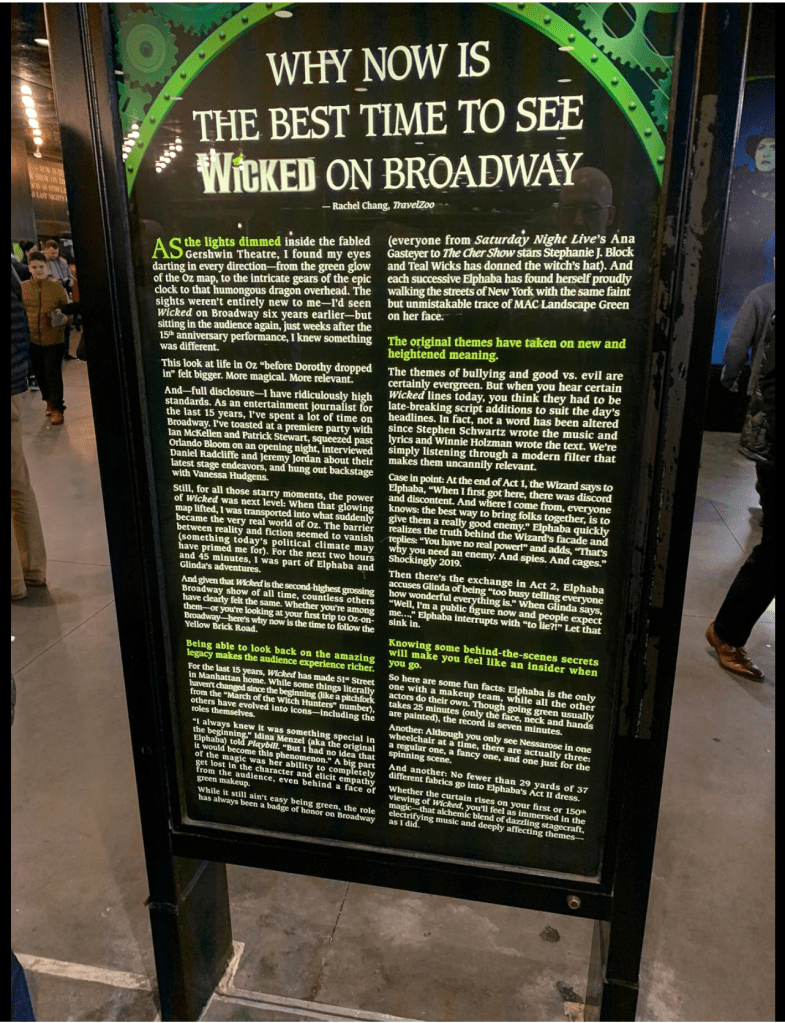 WHY NOW IS
THE BEST TIME TO SEE
WICKED ON BROADWAY
— Rachel Chang, TravelZoo
AS the lights dimmed inside the fabled
Gershwin Theatre, I found my eyes
darting in every direction—from the green glow
of the Oz map, to the intricate gears of the epic
clock to that humongous dragon overhead. The
sights weren't entirely new to me—I'd seen
Wicked on Broadway six years earlier—but
sitting in the audience again, just weeks after the
15th anniversary performance, I knew something
was different.
This look at life in Oz "before Dorothy dropped
in" felt bigger. More magical. More relevant.
And—full disclosure—I have ridiculously high
standards. As an entertainment journalist for
the last 15 years, I've spent a lot of time on
Broadway. I've toasted at a premiere party with
Ian McKellen and Patrick Stewart, squeezed past
Orlando Bloom on an opening night, interviewed
Daniel Radcliffe and Jeremy Jordan about their
latest stage endeavors, and hung out backstage
with Vanessa Hudgens.
Still, for all those starry moments, the power
of Wicked was next level. When that glowing
map lifted, I was transported into what suddenly
became the very real world of Oz. The barrier
between reality and fiction seemed to vanish
(something today's political climate may
have primed me for). For the next two hours
and 45 minutes, I was part of Elphaba and
Glinda's adventures.
And given that Wicked is the second-highest grossing
Broadway show of all time, countless others
have clearly felt the same. Whether you're among
them—or you're looking at your first trip to Oz-on-
Broadway—here's why now is the time to follow the
Yellow Brick Road.
Being able to look back on the amazing
legacy makes the audience experience richer.
For the last 15 years, Wicked has made 51st Street
in Manhattan home. While some things literally
haven't changed since the beginning (like a pitchfork
from the "March of the Witch Hunters" number),
others have evolved into icons—including the
roles themselves.
"I always knew it was something special in
the beginning," Idina Menzel (aka the original
Elphaba) told Playbill. "But I had no idea that
it would become this phenomenon." A big part
of the magic was her ability to completely
get lost in the character and elicit empathy
from the audience, even behind a face of
green makeup.
While it still ain't easy being green, the role
has always been a badge of honor on Broadway
(everyone from Saturday Night Live's Ana
Gasteyer to The Cher Show stars Stephanie J. Block
and Teal Wicks has donned the witch's hat). And
each successive Elphaba has found herself proudly
walking the streets of New York with the same faint
but unmistakable trace of MAC Landscape Green
on her face.
The original themes have taken on new and
heightened meaning.
The themes of bullying and good vs. evil are
certainly evergreen. But when you hear certain
Wicked lines today, you think they had to be
late-breaking script additions to suit the day's
headlines. In fact, not a word has been altered
since Stephen Schwartz wrote the music and
lyrics and Winnie Holzman wrote the text. We're
simply listening through a modern filter that
makes them uncannily relevant.
Case in point: At the end of Act 1, the Wizard says to
Elphaba, "When I first got here, there was discord
and discontent. And where I come from, everyone
knows: the best way to bring folks together, is to
give them a really good enemy." Elphaba quickly
realizes the truth behind the Wizard's facade and
replies: "You have no real power!" and adds, "That's
why you need an enemy. And spies. And cages."
Shockingly 2019.
Then there's the exchange in Act 2, Elphaba
accuses Glinda of being "too busy telling everyone
how wonderful everything is." When Glinda says,
"Well, I'm a public figure now and people expect
me...," Elphaba interrupts with "to lie?!" Let that
sink in.
Knowing some behind-the-scenes secrets
will make you feel like an insider when
you go.
So here are some fun facts: Elphaba is the only
one with a makeup team, while all the other
actors do their own. Though going green usually
takes 25 minutes (only the face, neck and hands
are painted), the record is seven minutes.
Another: Although you only see Nessarose in one
wheelchair at a time, there are actually three:
a regular one, a fancy one, and one just for the
spinning scene.
And another: No fewer than 29 yards of 37
different fabrics go into Elphaba's Act II dress.
Whether the curtain rises on your first or 150th
viewing of Wicked, you'll feel as immersed in the
magic—that alchemic blend of dazzling stagecraft,
electrifying music and deeply affecting themes—
as I did.